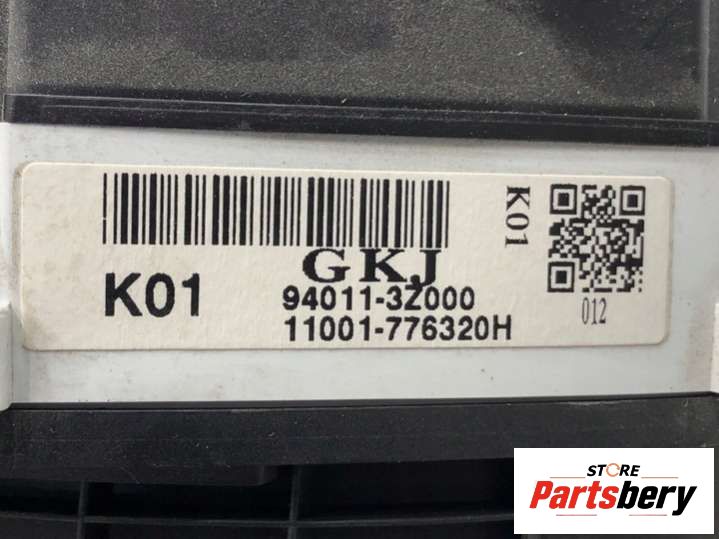 K01
GKJ
K01
94011-3Z000
11001-776320H
012
STORE
Partsbery